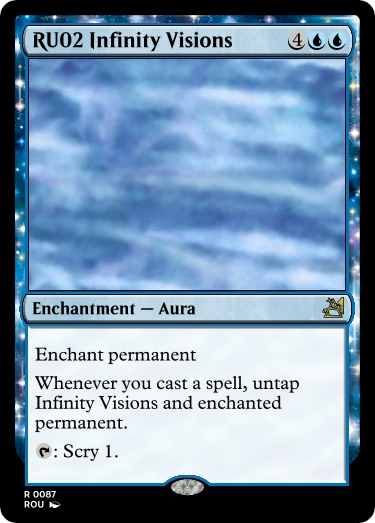 RU02 Infinity Visions 4
Enchantment — Aura
Enchant permanent
Whenever you cast a spell, untap
Infinity Visions and enchanted
permanent.
: Scry 1.
R 0087
ROU